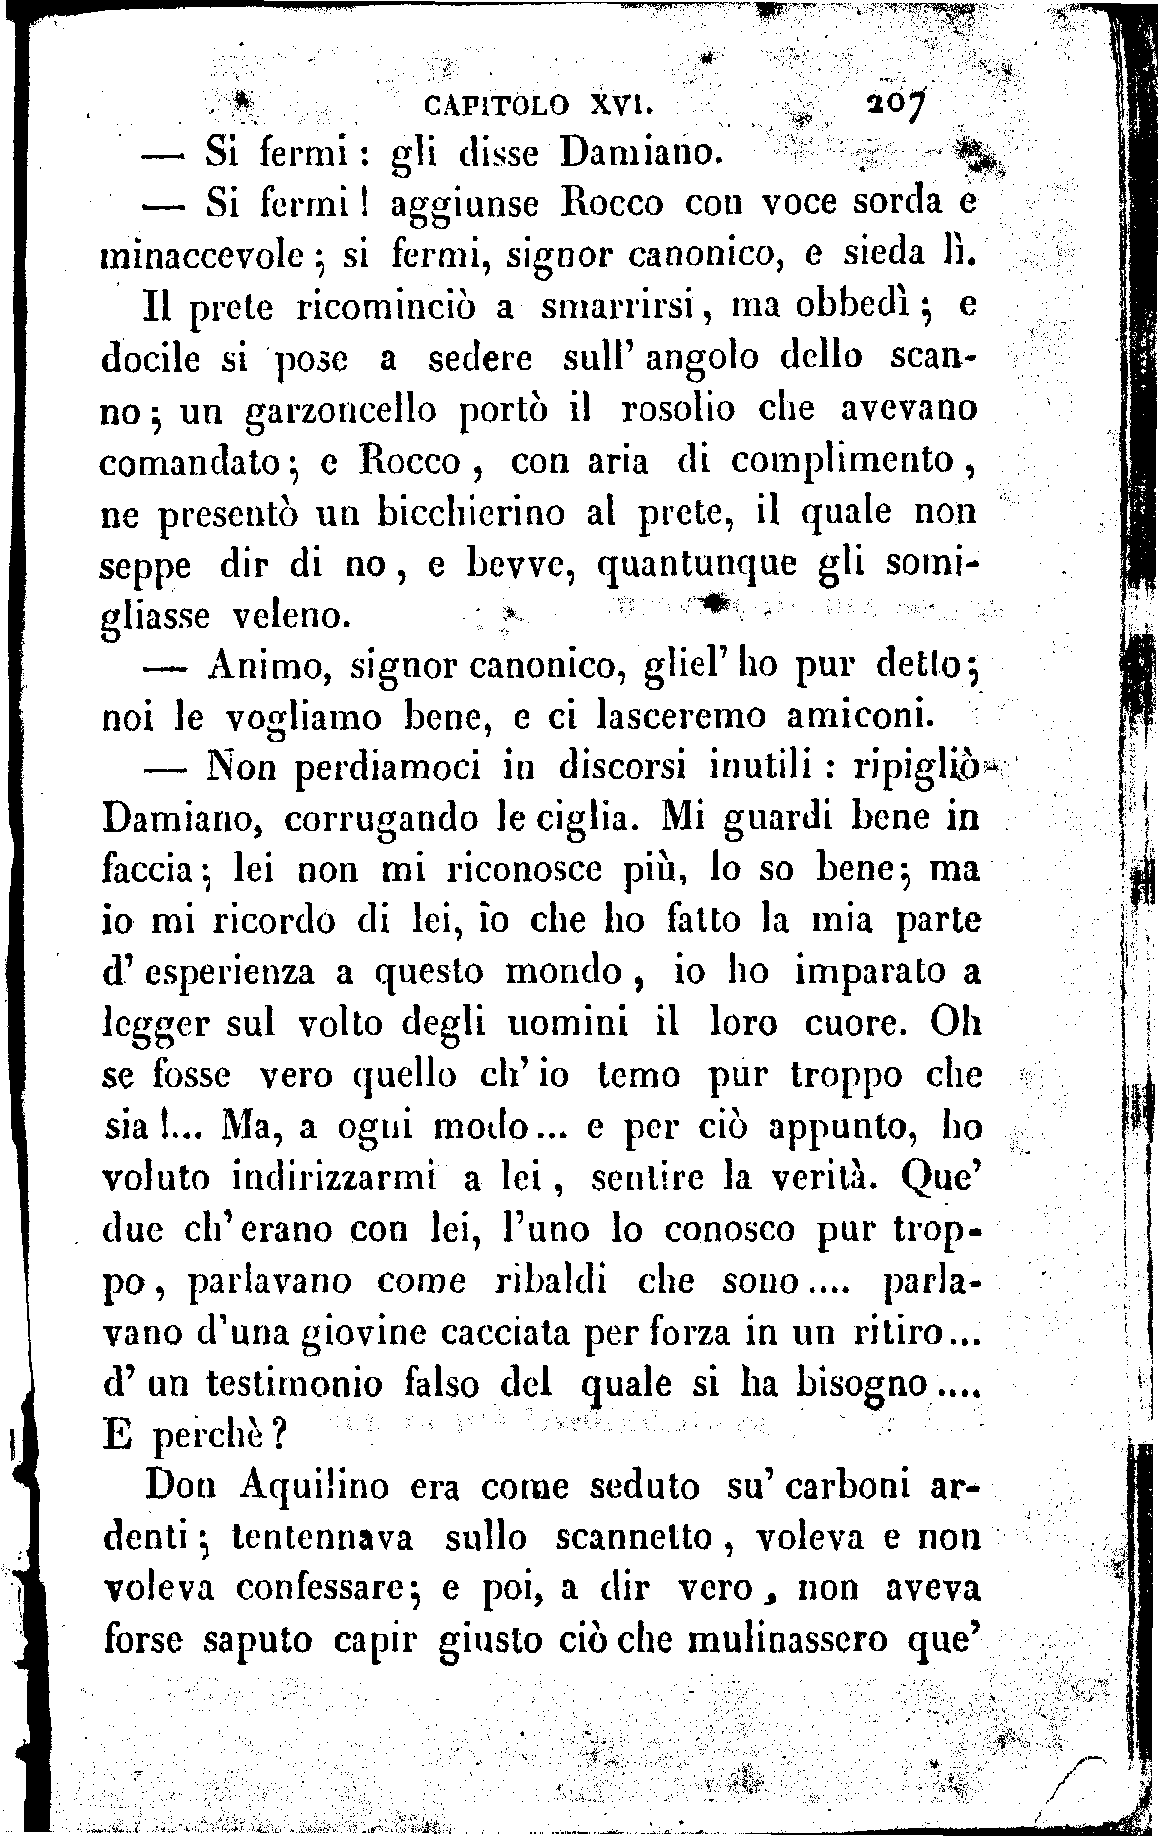 CAPITOLO XVI. 207
— Si fermi : gli disse Damiano.
— Si fermi ! aggiunse Rocco con voce sorda e
minaccevole ; si fermi, signor canonico, e sieda lì.
Il prete ricominciò a smarrirsi, ma obbedì ; e
docile si pose a sedere sull' angolo dello scan-
no ; un garzoncello portò il rosolio che avevano
comandato ; e Rocco , con aria di complimento ,
ne presentò un bicchierino al prete, il quale non
seppe dir di no , e bevve, quantunque gli somi-
gliasse veleno.
— Animo, signor canonico, gliel' ho pur detto ;
noi le vogliamo bene, e ci lasceremo amiconi.
— Non perdiamoci in discorsi inutili : ripigliò
Damiano, corrugando le ciglia. Mi guardi bene in
faccia ; lei non mi riconosce più, lo so bene ; ma
io mi ricordo di lei, io che ho fatto la mia parte
d' esperienza a questo mondo , io ho imparato a
legger sul volto degli uomini il loro cuore. Oh
se fosse vero quello ch' io temo pur troppo che
sia !... Ma, a ogni modo ... e per ciò appunto, ho
voluto indirizzarmi a lei , sentire la verità. Que'
due ch' erano con lei, l'uno lo conosco pur trop-
po , parlavano come ribaldi che sono .... parla-
vano d'una giovine cacciata per forza in un ritiro ...
d' un testimonio falso del quale si ha bisogno ....
E perchè ?
Don Aquilino era come seduto su' carboni ar-
denti ; tentennava sullo scannetto , voleva e non
voleva confessare ; e poi, a dir vero , non aveva
forse saputo capir giusto ciò che mulinassero que'